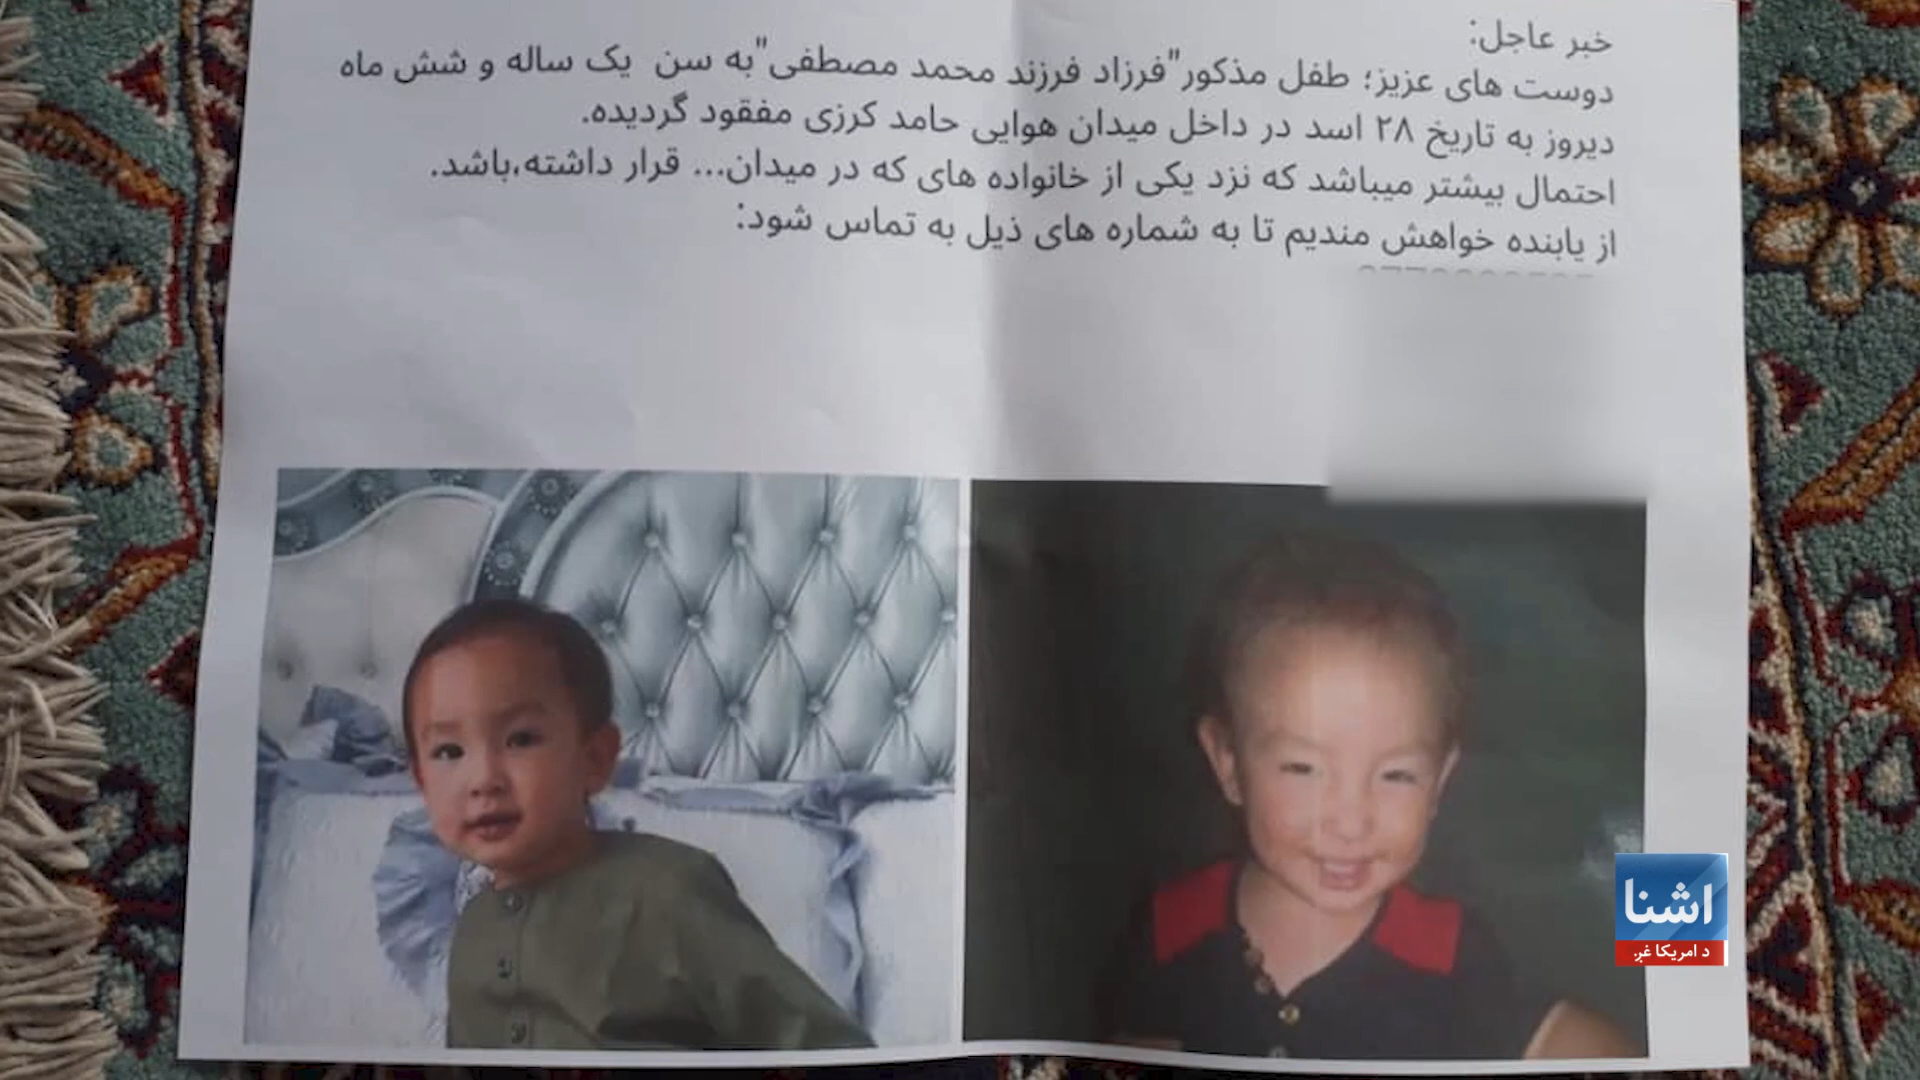 خبر عاجل:
دوست های عزیز؛ طفل مذکور"فرزاد فرزند محمد مصطفی"به سن یک ساله و شش ماه
دیروز به تاریخ ۲۸ اسد در داخل میدان هوایی حامد کرزی مفقود گردیده.
احتمال بیشتر میباشد که نزد یکی از خانواده های که در میدان... قرار داشته،باشد.
از یابنده خواهش مندیم تا به شماره های ذیل به تماس شود:
اشنا
د امریکا غږ